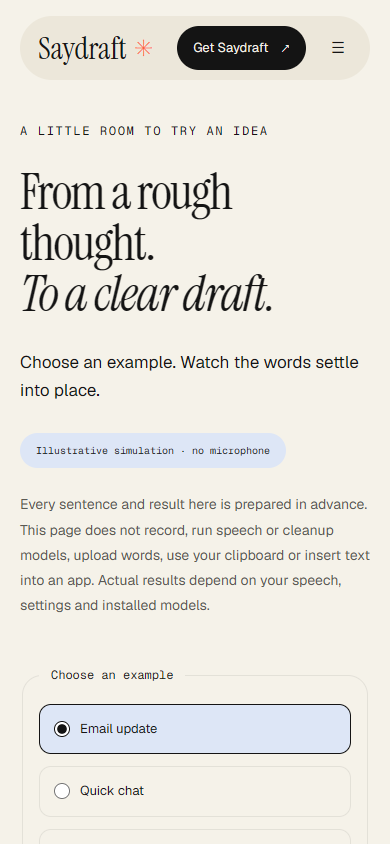 Saydraft
Get Saydraft ↗
A LITTLE ROOM TO TRY AN IDEA
From a rough
thought.
To a clear draft.
Choose an example. Watch the words settle
into place.
Illustrative simulation · no microphone
Every sentence and result here is prepared in advance.
This page does not record, run speech or cleanup
models, upload words, use your clipboard or insert text
into an app. Actual results depend on your speech,
settings and installed models.
Choose an example
Email update
Quick chat